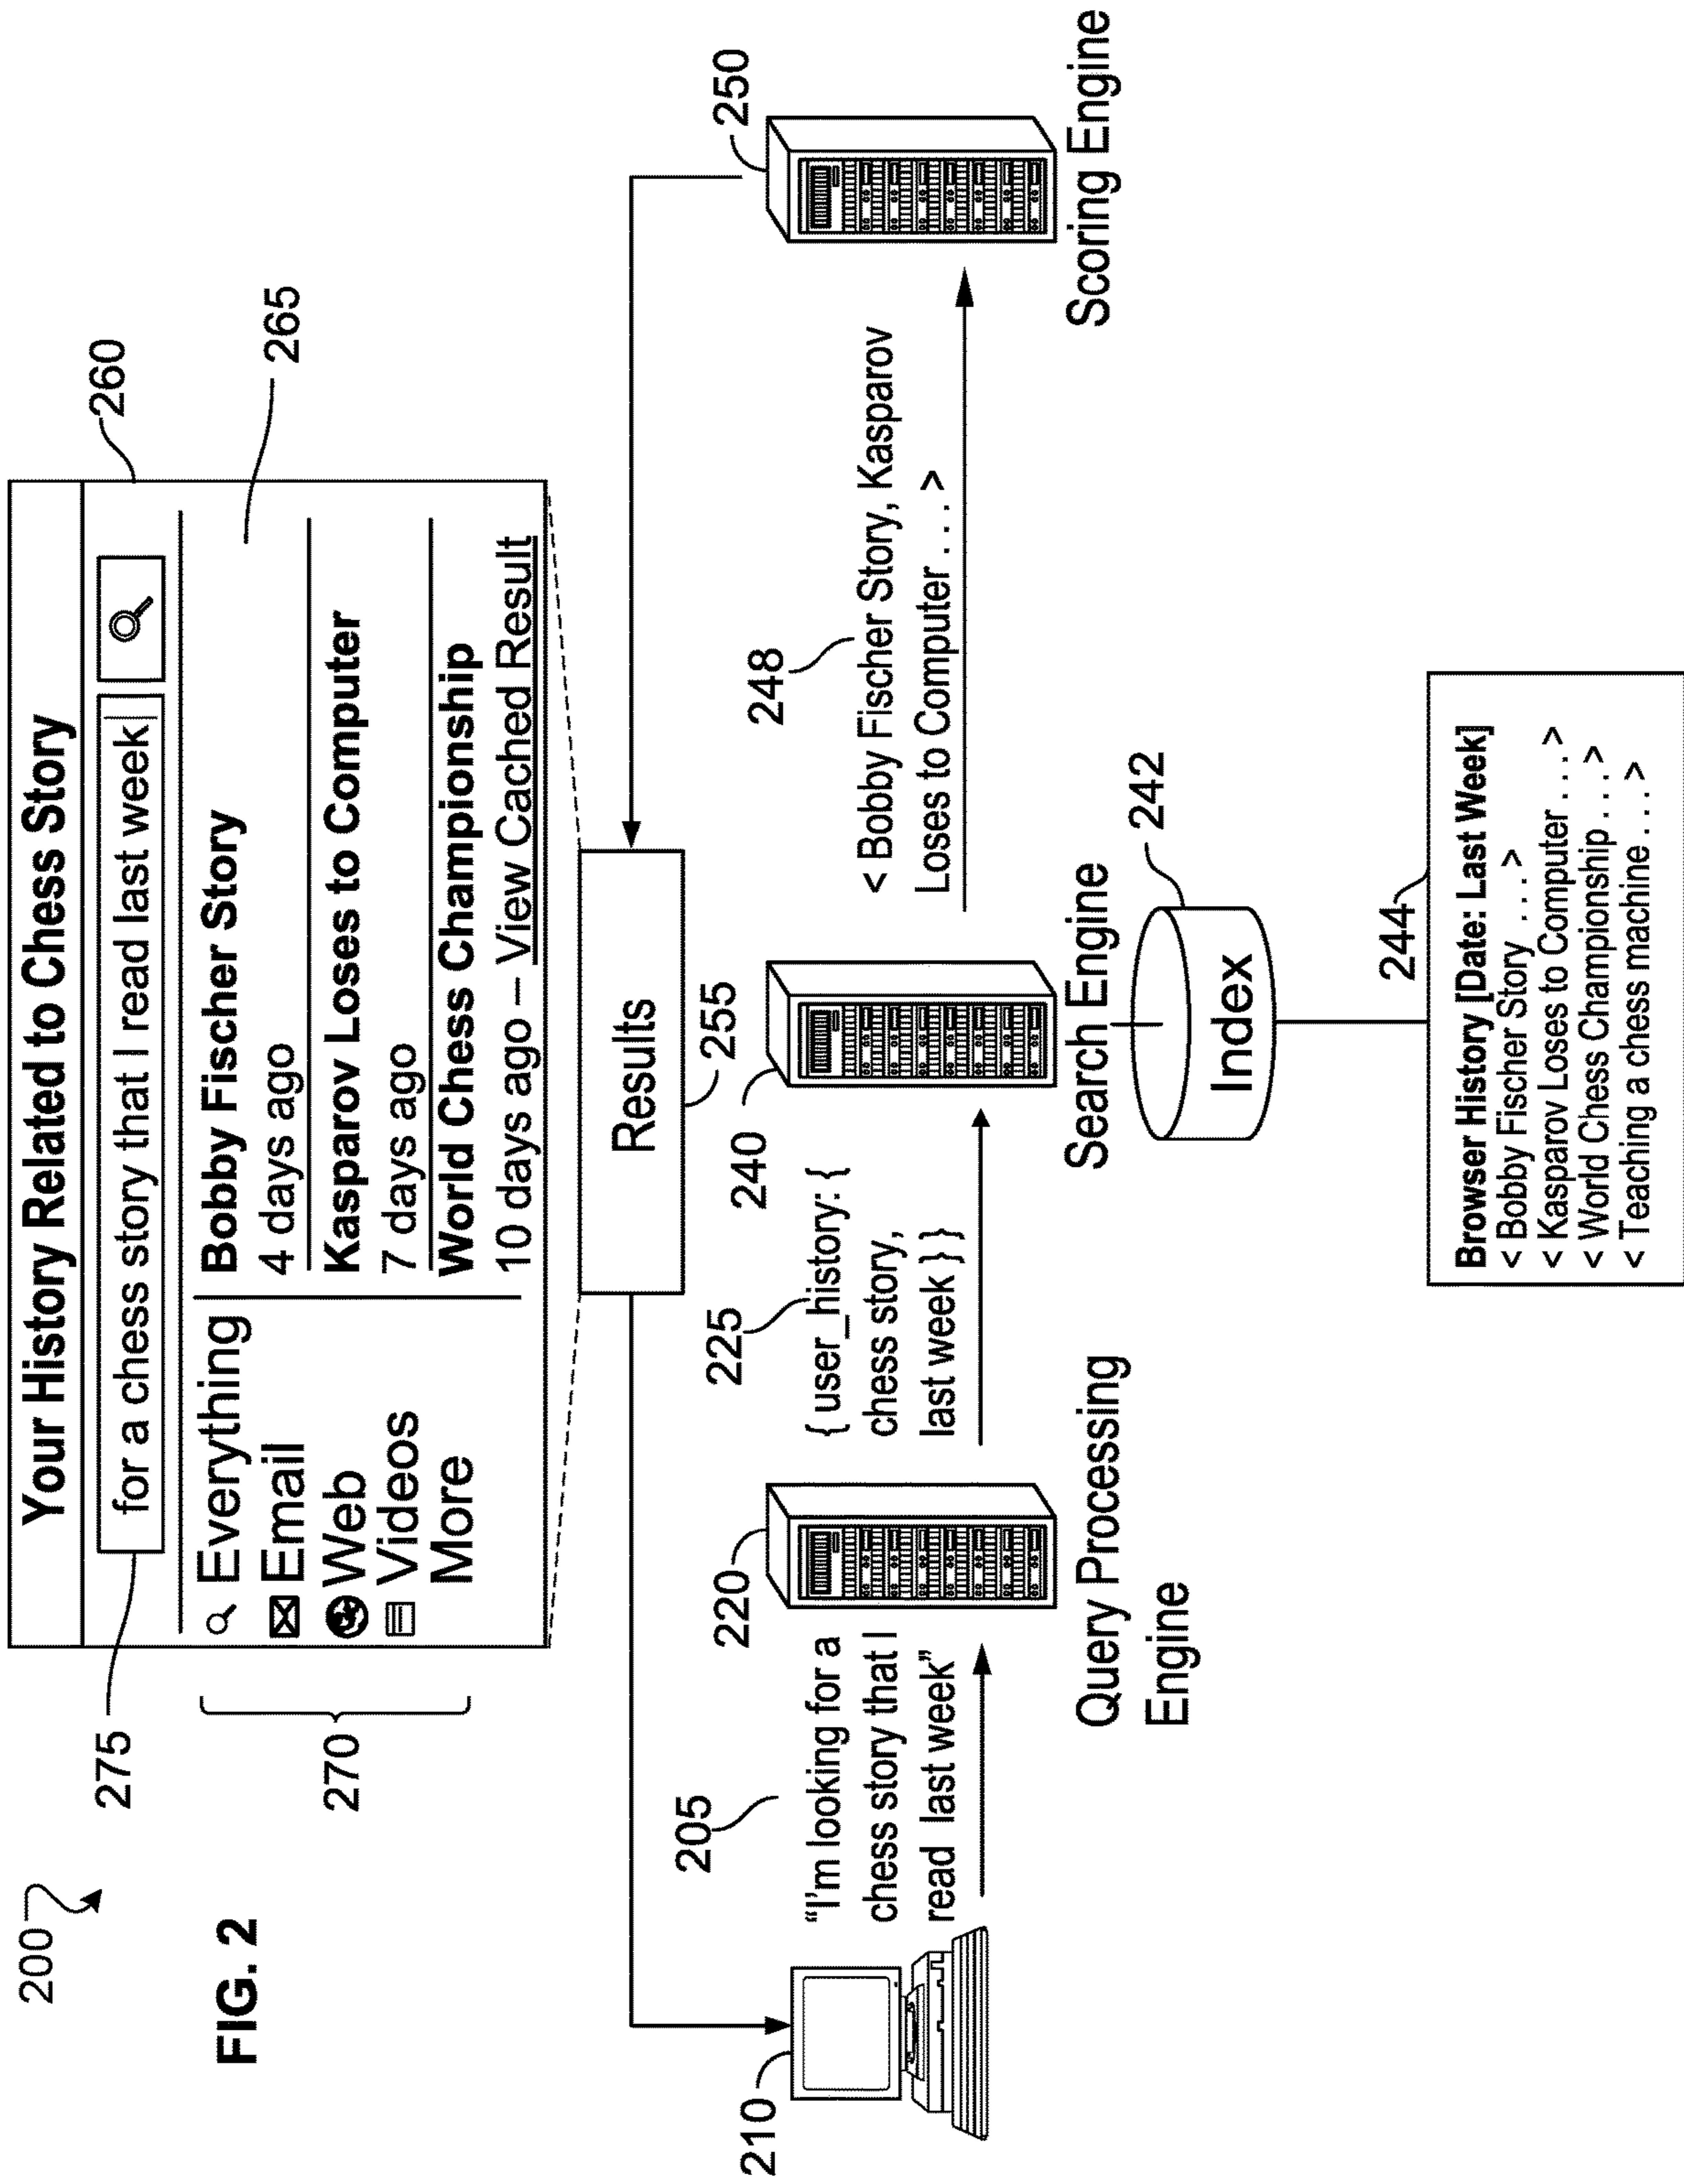 200
FIG. 2
Your History Related to Chess Story
275
for a chess story that I read last week
260
270
Everything
Email
Web
Videos
More
Bobby Fischer Story
4 days ago
Kasparov Loses to Computer
7 days ago
World Chess Championship
10 days ago – View Cached Result
265
Results
255
210
205
"I'm looking for a
chess story that I
read last week"
220
Query Processing
Engine
225
{ user_history: {
chess story,
last week } }
240
Search Engine
242
Index
244
Browser History [Date: Last Week]
< Bobby Fischer Story . . . >
< Kasparov Loses to Computer . . . >
< World Chess Championship . . . >
< Teaching a chess machine . . . >
248
< Bobby Fischer Story, Kasparov
Loses to Computer . . . >
250
Scoring Engine